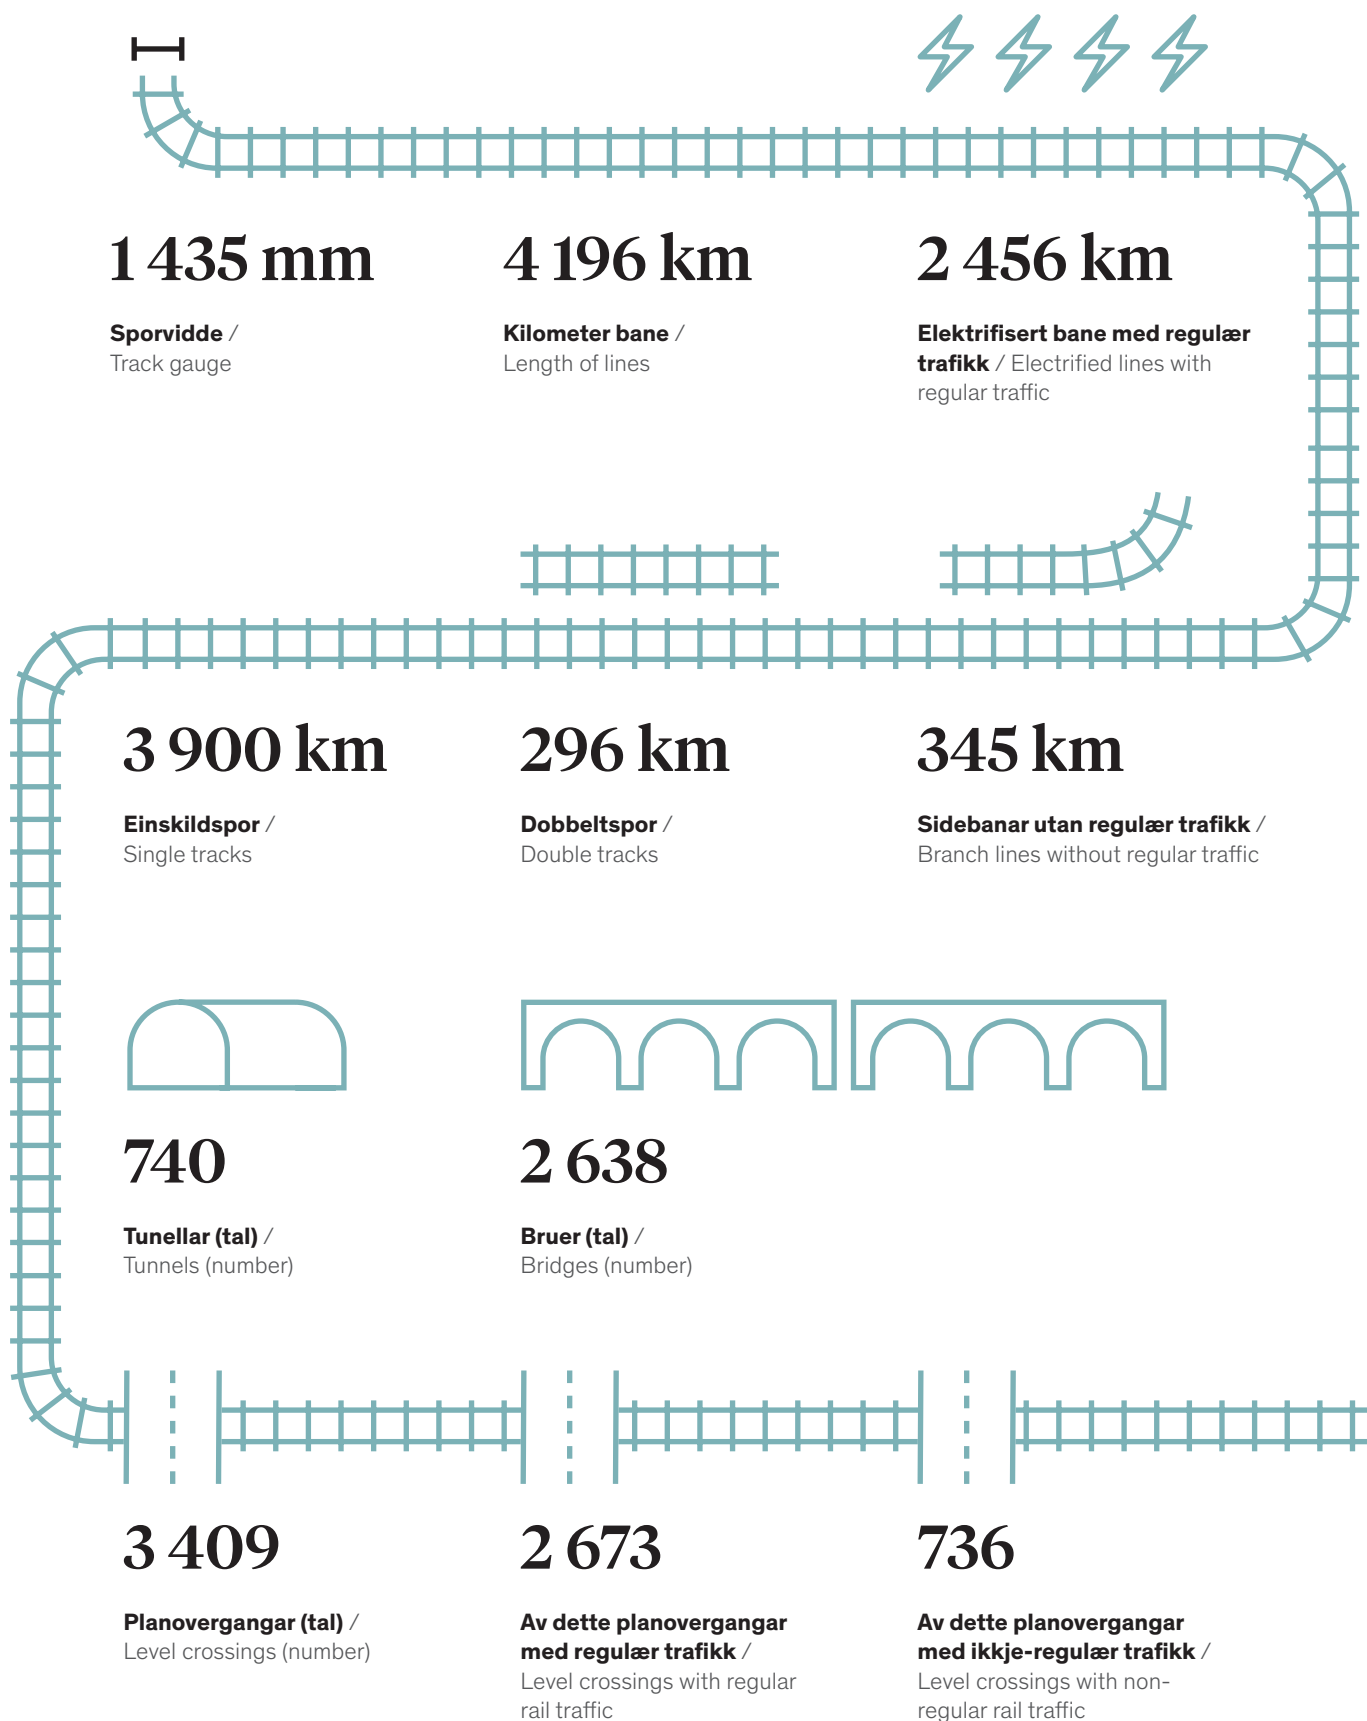 1 435 mm
Sporvidde /
Track gauge
4 196 km
Kilometer bane /
Length of lines
2 456 km
Elektrifisert bane med regulær
trafikk / Electrified lines with
regular traffic
3 900 km
Einskildspor /
Single tracks
296 km
Dobbeltspor /
Double tracks
345 km
Sidebanar utan regulær trafikk /
Branch lines without regular traffic
740
Tunellar (tal) /
Tunnels (number)
2 638
Bruer (tal) /
Bridges (number)
3 409
Planovergangar (tal) /
Level crossings (number)
2 673
Av dette planovergangar
med regulær trafikk /
Level crossings with regular
rail traffic
736
Av dette planovergangar
med ikkje-regulær trafikk /
Level crossings with non-
regular rail traffic